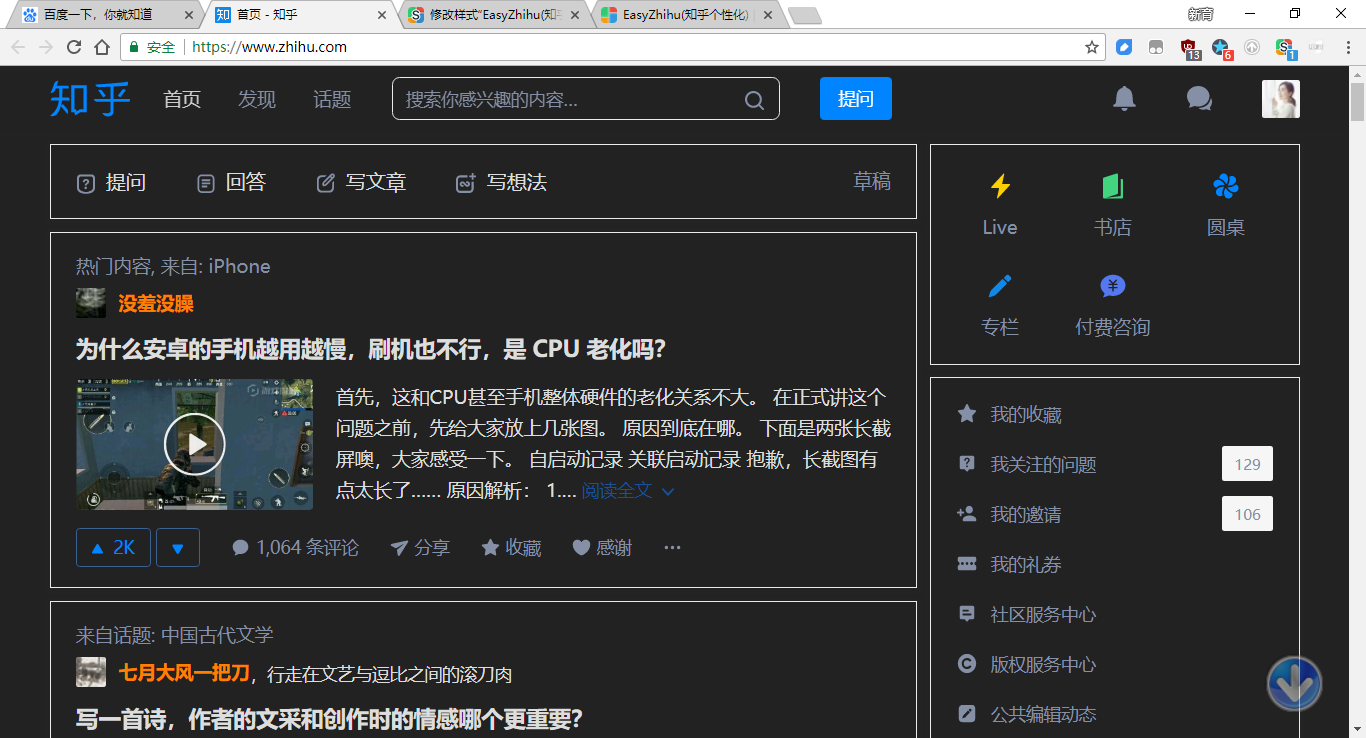 百度一下，你就知道
首页 - 知乎
修改样式“EasyZhihu(知乎
EasyZhihu(知乎个性化)
新育
安全
https://www.zhihu.com
13
6
1
知乎
首页
发现
话题
搜索你感兴趣的内容...
提问
提问
回答
写文章
写想法
草稿
热门内容, 来自: iPhone
没羞没臊
为什么安卓的手机越用越慢，刷机也不行，是 CPU 老化吗？
首先，这和CPU甚至手机整体硬件的老化关系不大。 在正式讲这个
问题之前，先给大家放上几张图。 原因到底在哪。 下面是两张长截
屏噢，大家感受一下。 自启动记录 关联启动记录 抱歉，长截图有
点太长了...... 原因解析： 1.... 阅读全文
2K
1,064 条评论
分享
收藏
感谢
来自话题: 中国古代文学
七月大风一把刀，行走在文艺与逗比之间的滚刀肉
写一首诗，作者的文采和创作时的情感哪个更重要？
Live
书店
圆桌
专栏
付费咨询
我的收藏
我关注的问题
129
我的邀请
106
我的礼券
社区服务中心
版权服务中心
公共编辑动态